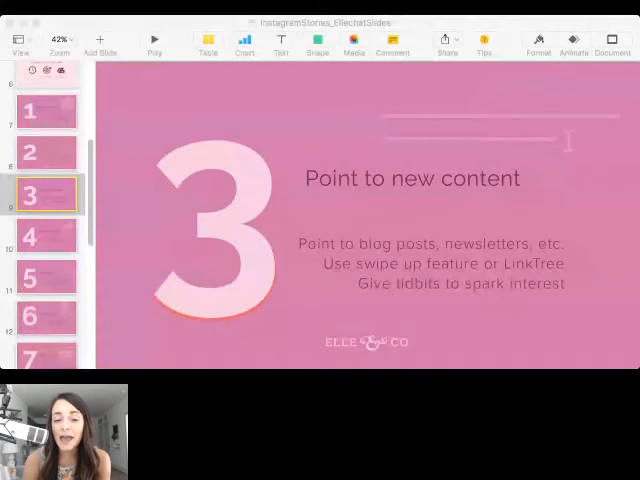 InstagramStories_EllechatSlides
42%
View Zoom Add Slide Play Table Chart Text Shape Media Comment Share Tips Format Animate Document
6
1
7
2
8
3
9
4
10
5
11
6
12
7
3
Point to new content
Point to blog posts, newsletters, etc.
Use swipe up feature or LinkTree
Give tidbits to spark interest
ELLE & CO